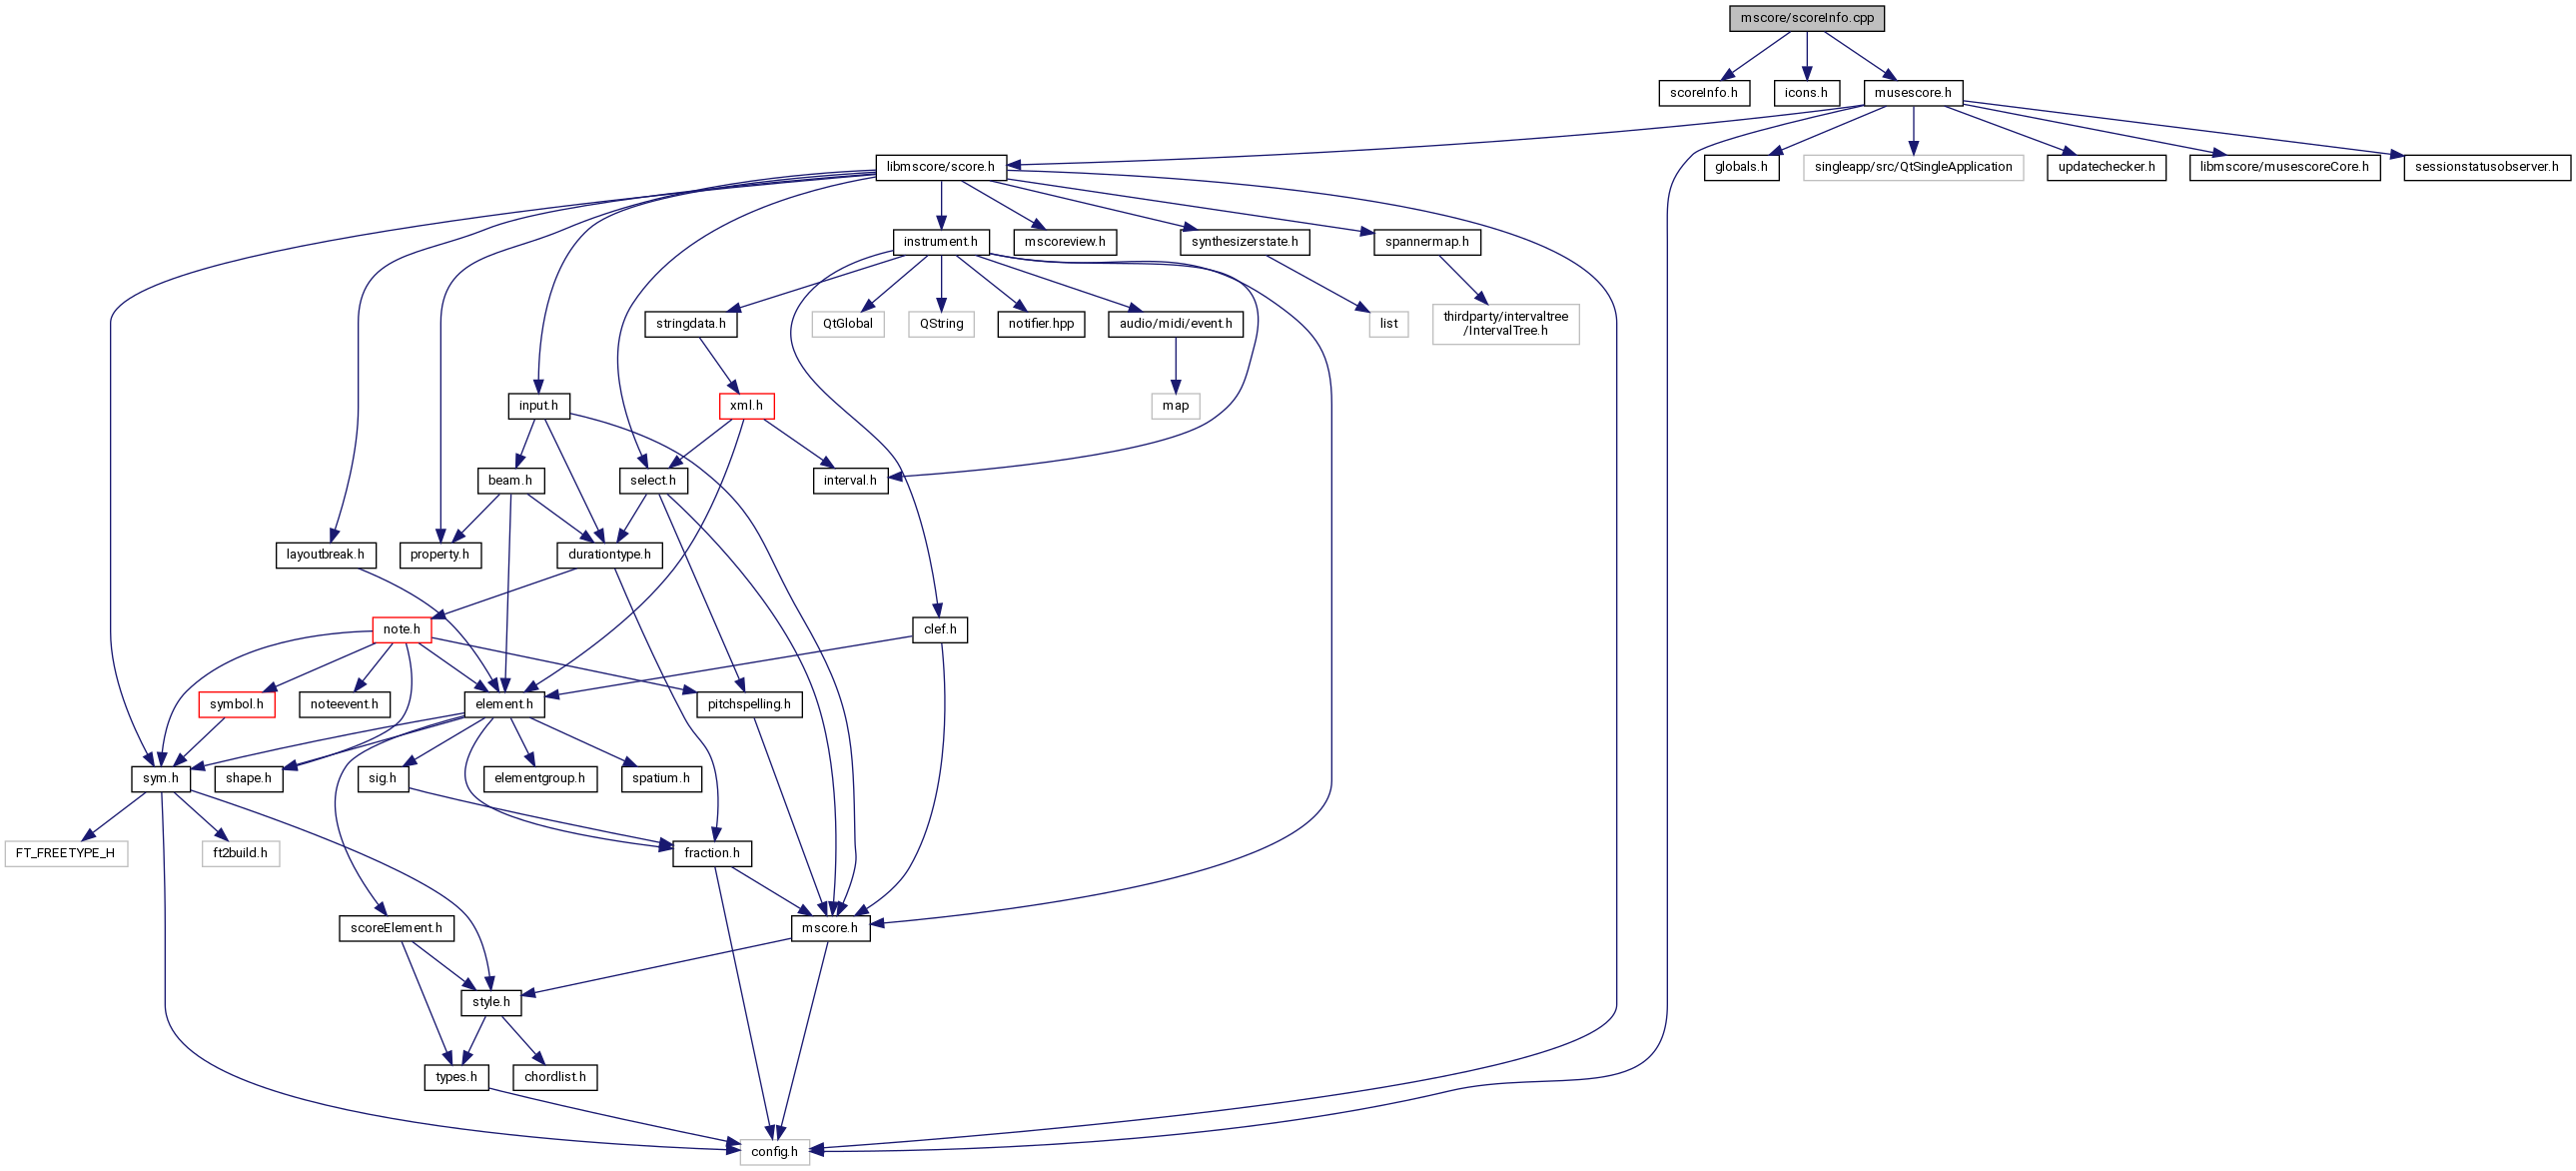 mscore/scoreInfo.cpp
scoreInfo.h
icons.h
musescore.h
libmscore/score.h
globals.h
singleapp/src/QtSingleApplication
updatechecker.h
libmscore/musescoreCore.h
sessionstatusobserver.h
instrument.h
mscoreview.h
synthesizerstate.h
spannermap.h
stringdata.h
QtGlobal
QString
notifier.hpp
audio/midi/event.h
list
thirdparty/intervaltree
/IntervalTree.h
input.h
xml.h
map
beam.h
select.h
interval.h
layoutbreak.h
property.h
durationtype.h
note.h
clef.h
symbol.h
noteevent.h
element.h
pitchspelling.h
sym.h
shape.h
sig.h
elementgroup.h
spatium.h
FT_FREETYPE_H
ft2build.h
fraction.h
scoreElement.h
mscore.h
style.h
types.h
chordlist.h
config.h